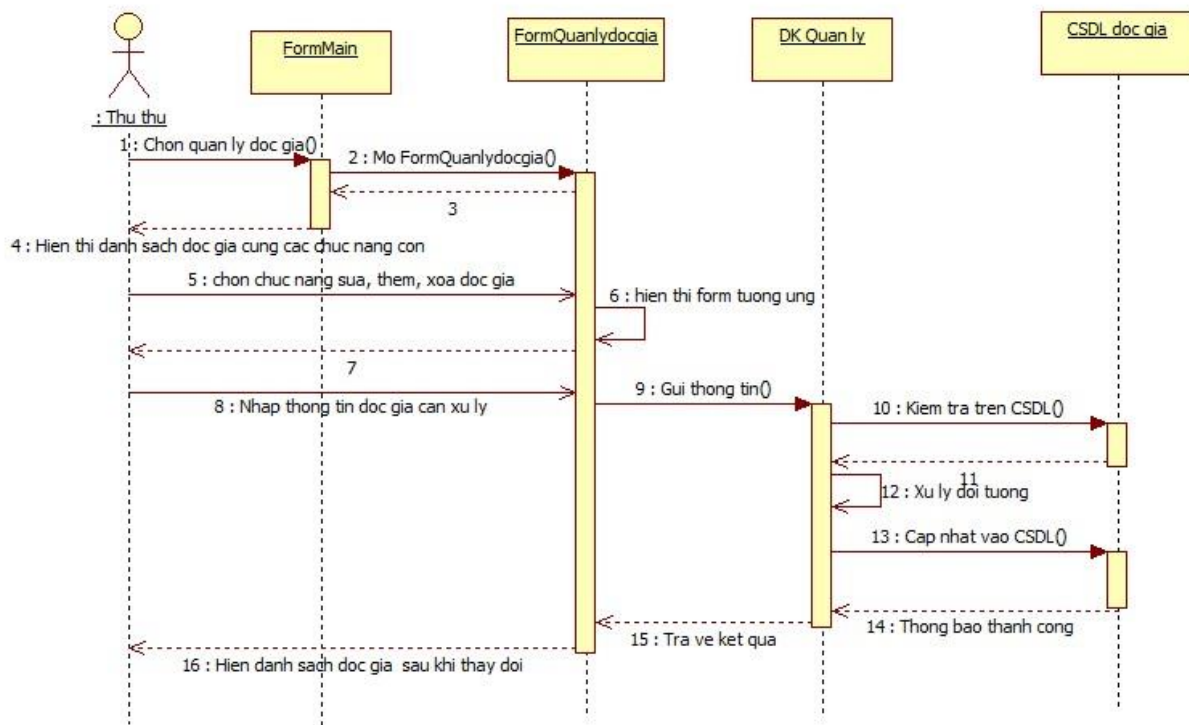 : Thu thu
FormMain
FormQuanlydocgia
DK Quan ly
CSDL doc gia
1 : Chon quan ly doc gia()
2 : Mo FormQuanlydocgia()
3
4 : Hien thi danh sach doc gia cung cac chuc nang con
5 : chon chuc nang sua, them, xoa doc gia
6 : hien thi form tuong ung
7
8 : Nhap thong tin doc gia can xu ly
9 : Gui thong tin()
10 : Kiem tra tren CSDL()
11
12 : Xu ly doi tuong
13 : Cap nhat vao CSDL()
14 : Thong bao thanh cong
15 : Tra ve ket qua
16 : Hien danh sach doc gia sau khi thay doi